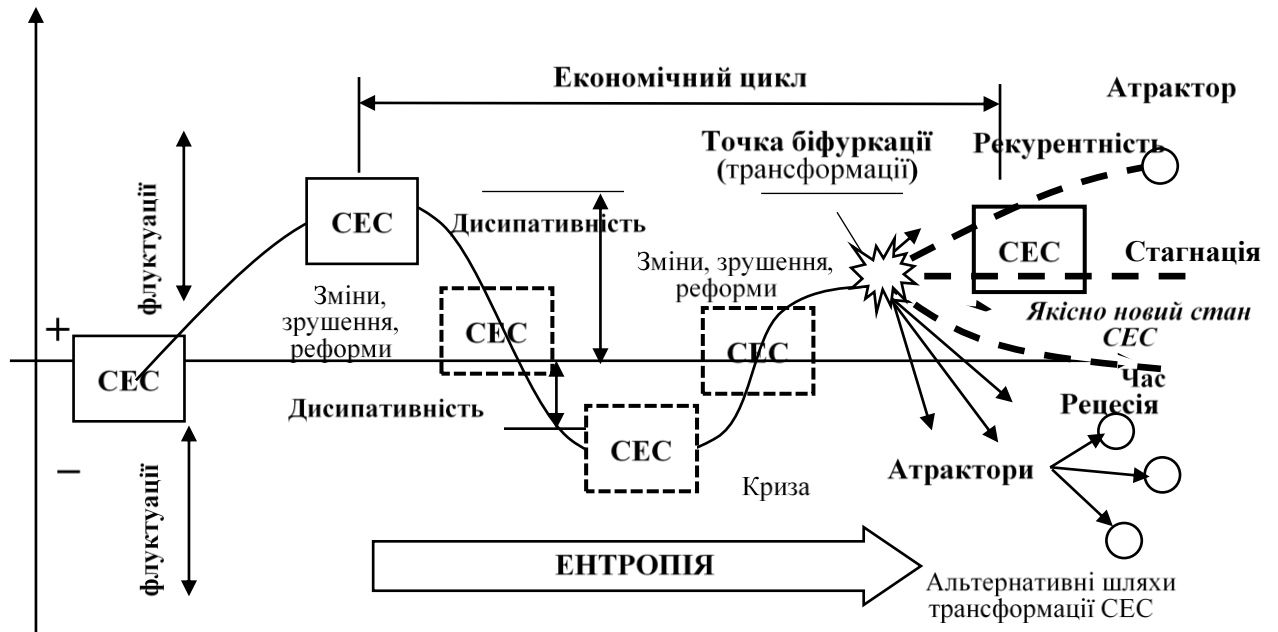 Економічний цикл
Атрактор
Точка біфуркації
(трансформації)
Рекурентність
флуктуації
СЕС
Дисипативність
Зміни, зрушення,
реформи
СЕС
Стагнація
Зміни,
зрушення,
реформи
СЕС
Якісно новий стан
СЕС
+
СЕС
СЕС
Час
Дисипативність
Рецесія
СЕС
–
Атрактори
Криза
флуктуації
ЕНТРОПІЯ
Альтернативні шляхи
трансформації СЕС